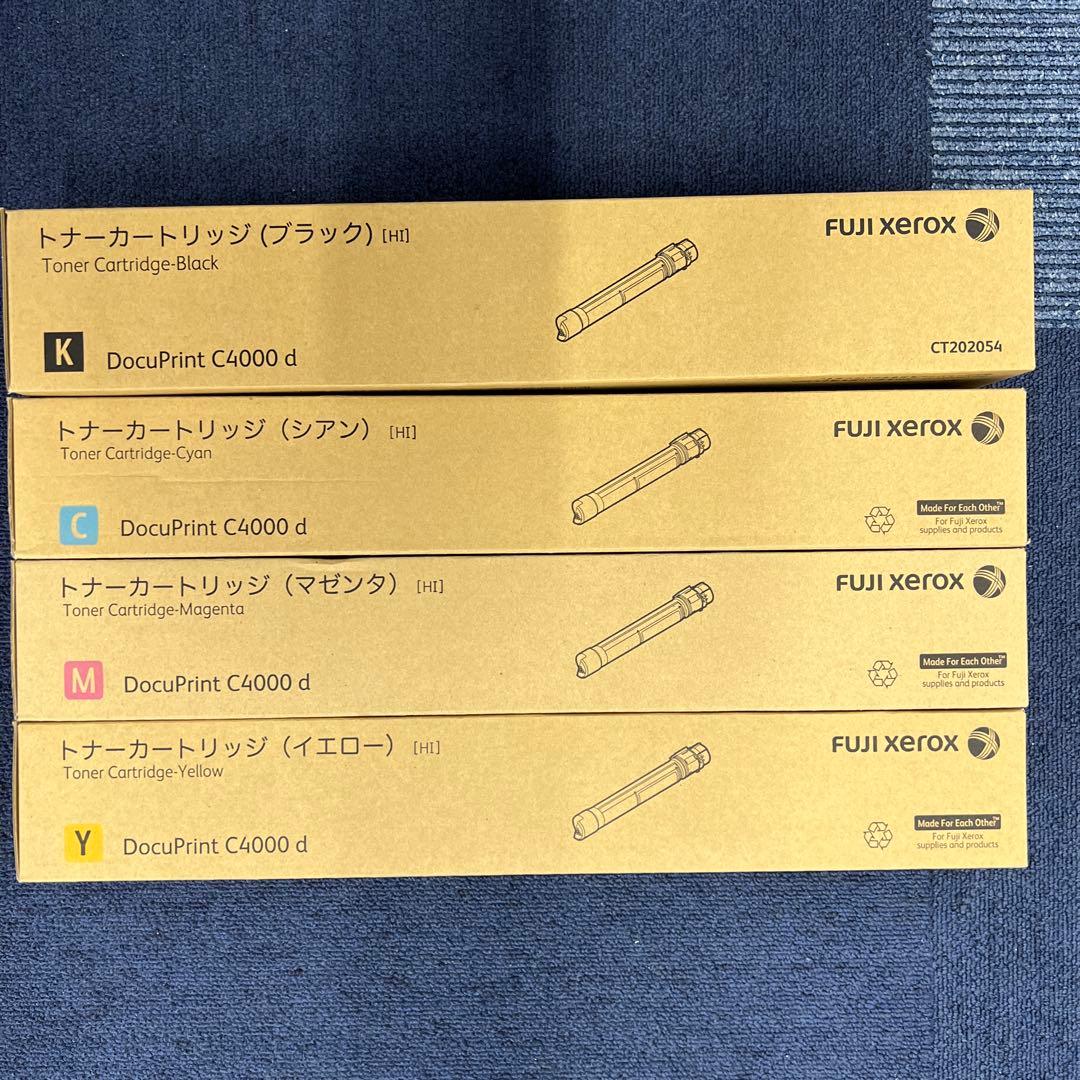 トナーカートリッジ (ブラック) [HI]
Toner Cartridge-Black
FUJI xerox
K
DocuPrint C4000 d
CT202054
トナーカートリッジ（シアン） [HI]
Toner Cartridge-Cyan
FUJI xerox
C
DocuPrint C4000 d
Made For Each Other™
For Fuji Xerox
supplies and products
トナーカートリッジ（マゼンタ） [HI]
Toner Cartridge-Magenta
FUJI xerox
M
DocuPrint C4000 d
Made For Each Other™
For Fuji Xerox
supplies and products
トナーカートリッジ（イエロー） [HI]
Toner Cartridge-Yellow
FUJI xerox
Y
DocuPrint C4000 d
Made For Each Other™
For Fuji Xerox
supplies and products